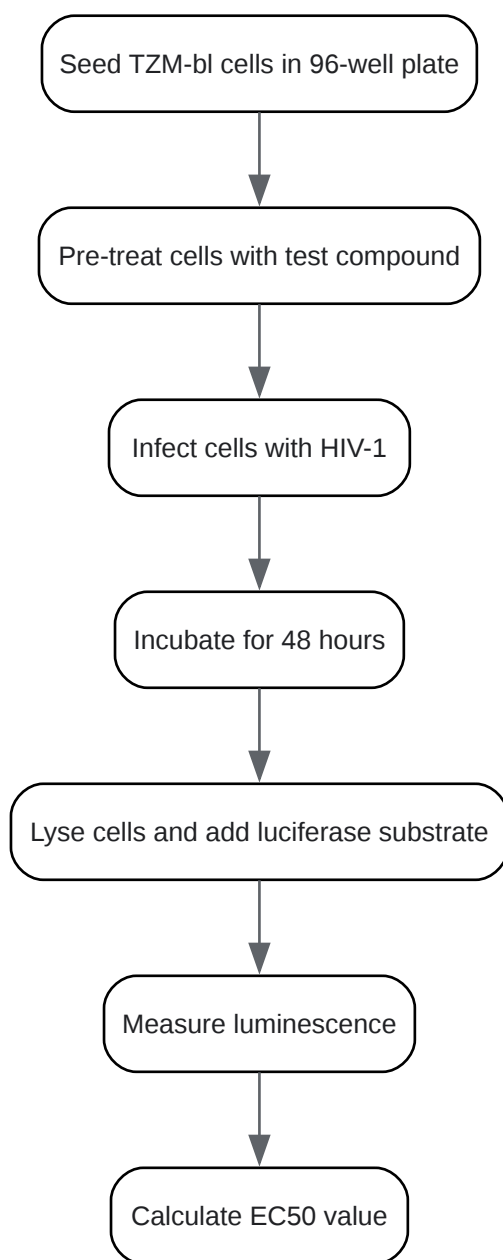 Seed TZM-bl cells in 96-well plate
Pre-treat cells with test compound
Infect cells with HIV-1
Incubate for 48 hours
Lyse cells and add luciferase substrate
Measure luminescence
Calculate EC50 value